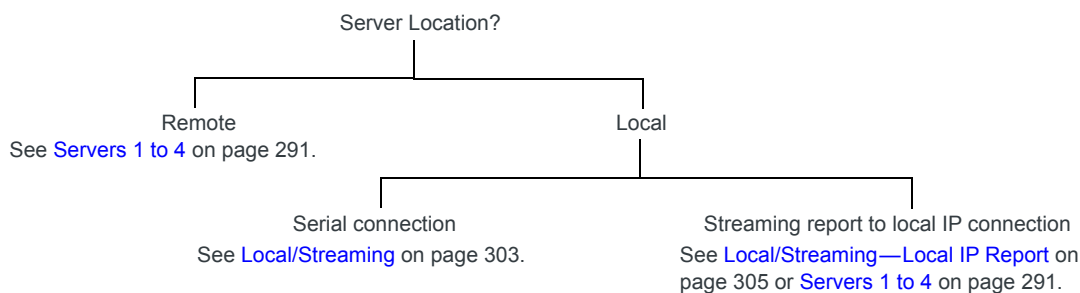 Server Location?
Remote
See Servers 1 to 4 on page 291.
Local
Serial connection
See Local/Streaming on page 303.
Streaming report to local IP connection
See Local/Streaming—Local IP Report on
page 305 or Servers 1 to 4 on page 291.